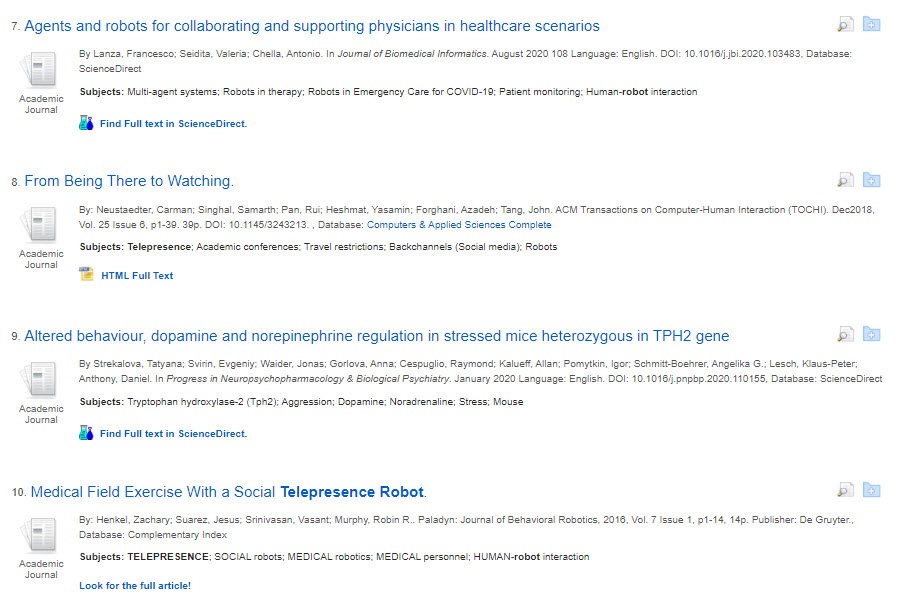 7. Agents and robots for collaborating and supporting physicians in healthcare scenarios
By Lanza, Francesco; Seidita, Valeria; Chella, Antonio. In Journal of Biomedical Informatics. August 2020 108 Language: English. DOI: 10.1016/j.jbi.2020.103483, Database:
ScienceDirect
Academic
Journal
Subjects: Multi-agent systems; Robots in therapy; Robots in Emergency Care for COVID-19; Patient monitoring; Human-robot interaction
Find Full text in ScienceDirect.
8. From Being There to Watching.
By: Neustaedter, Carman; Singhal, Samarth; Pan, Rui; Heshmat, Yasamin; Forghani, Azadeh; Tang, John. ACM Transactions on Computer-Human Interaction (TOCHI). Dec2018,
Vol. 25 Issue 6, p1-39. 39p. DOI: 10.1145/3243213. , Database: Computers & Applied Sciences Complete
Academic
Journal
Subjects: Telepresence; Academic conferences; Travel restrictions; Backchannels (Social media); Robots
HTML Full Text
9. Altered behaviour, dopamine and norepinephrine regulation in stressed mice heterozygous in TPH2 gene
By Strekalova, Tatyana; Svirin, Evgeniy; Waider, Jonas; Gorlova, Anna; Cespuglio, Raymond; Kalueff, Allan; Pomytkin, Igor; Schmitt-Boehrer, Angelika G.; Lesch, Klaus-Peter;
Anthony, Daniel. In Progress in Neuropsychopharmacology & Biological Psychiatry. January 2020 Language: English. DOI: 10.1016/j.pnpbp.2020.110155, Database: ScienceDirect
Academic
Journal
Subjects: Tryptophan hydroxylase-2 (Tph2); Aggression; Dopamine; Noradrenaline; Stress; Mouse
Find Full text in ScienceDirect.
10. Medical Field Exercise With a Social Telepresence Robot.
By: Henkel, Zachary; Suarez, Jesus; Srinivasan, Vasant; Murphy, Robin R.. Paladyn: Journal of Behavioral Robotics, 2016, Vol. 7 Issue 1, p1-14, 14p. Publisher: De Gruyter.,
Database: Complementary Index
Academic
Journal
Subjects: TELEPRESENCE; SOCIAL robots; MEDICAL robotics; MEDICAL personnel; HUMAN-robot interaction
Look for the full article!